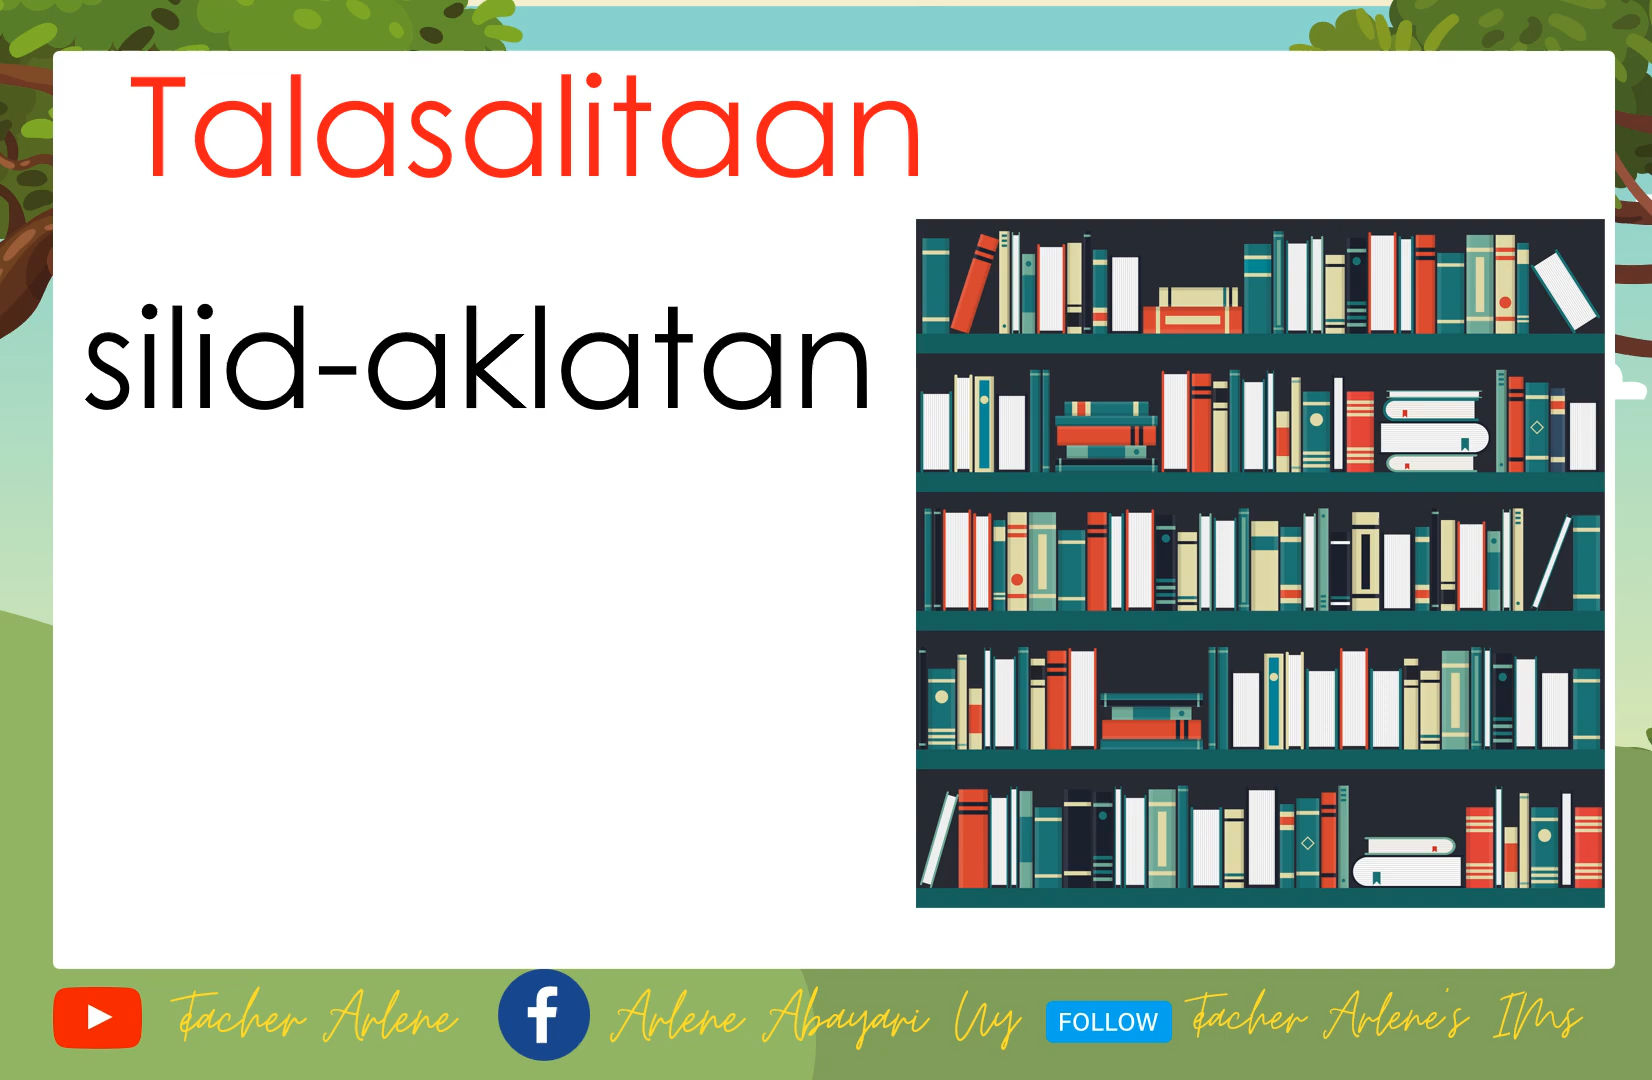 Talasalitaan
silid-aklatan
Teacher Arlene
Arlene Abayari Uy
FOLLOW
Teacher Arlene's IMs